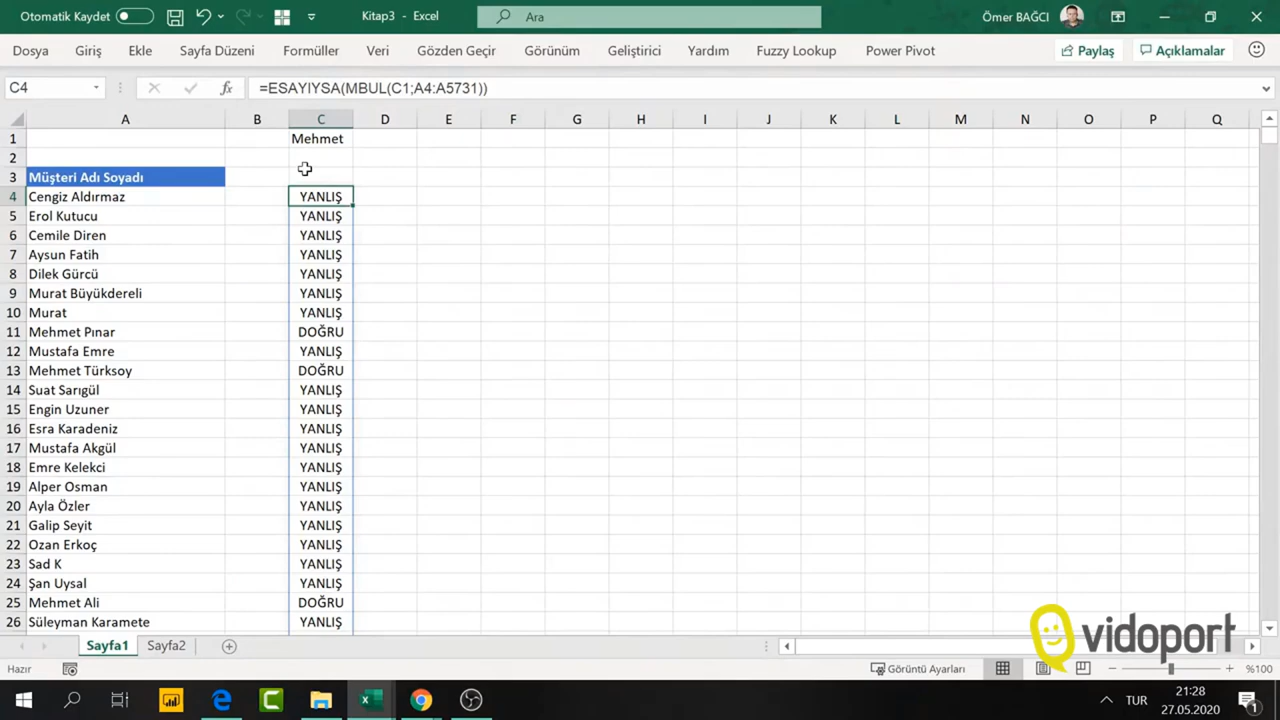 Otomatik Kaydet
Kitap3 - Excel
Ara
Ömer BAĞCI
Dosya Giriş Ekle Sayfa Düzeni Formüller Veri Gözden Geçir Görünüm Geliştirici Yardım Fuzzy Lookup Power Pivot Paylaş Açıklamalar
C4 fx =ESAYIYSA(MBUL(C1;A4:A5731))
A B C D E F G H I J K L M N O P Q
1 Mehmet
2
3 Müşteri Adı Soyadı
4 Cengiz Aldırmaz YANLIŞ
5 Erol Kutucu YANLIŞ
6 Cemile Diren YANLIŞ
7 Aysun Fatih YANLIŞ
8 Dilek Gürcü YANLIŞ
9 Murat Büyükdereli YANLIŞ
10 Murat YANLIŞ
11 Mehmet Pınar DOĞRU
12 Mustafa Emre YANLIŞ
13 Mehmet Türksoy DOĞRU
14 Suat Sarıgül YANLIŞ
15 Engin Uzuner YANLIŞ
16 Esra Karadeniz YANLIŞ
17 Mustafa Akgül YANLIŞ
18 Emre Kelekci YANLIŞ
19 Alper Osman YANLIŞ
20 Ayla Özler YANLIŞ
21 Galip Seyit YANLIŞ
22 Ozan Erkoç YANLIŞ
23 Sad K YANLIŞ
24 Şan Uysal YANLIŞ
25 Mehmet Ali DOĞRU
26 Süleyman Karamete YANLIŞ
vidoport
Sayfa1 Sayfa2
Hazır
Görüntü Ayarları
%100
TUR
21:28
27.05.2020
1